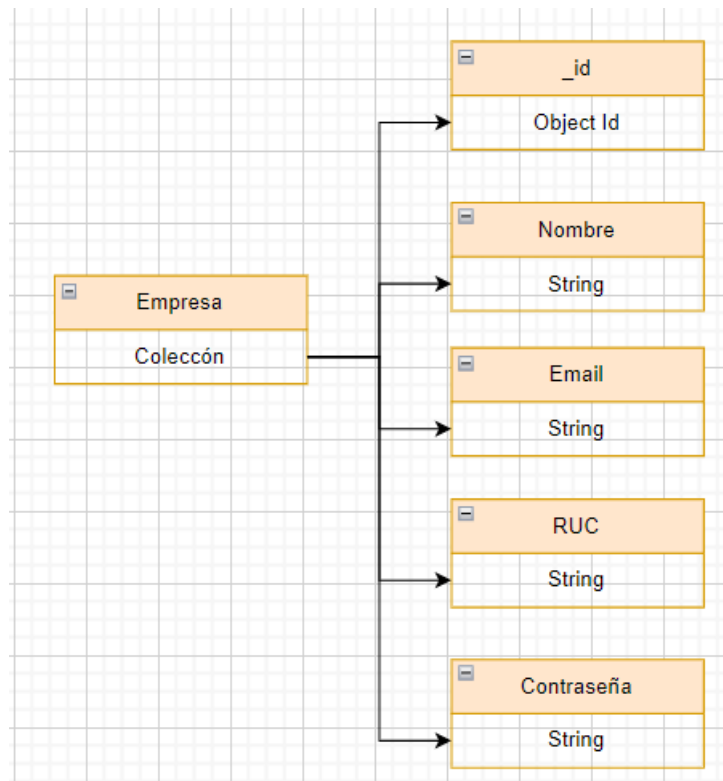 _id
Object Id
Nombre
String
Empresa
Coleccón
Email
String
RUC
String
Contraseña
String